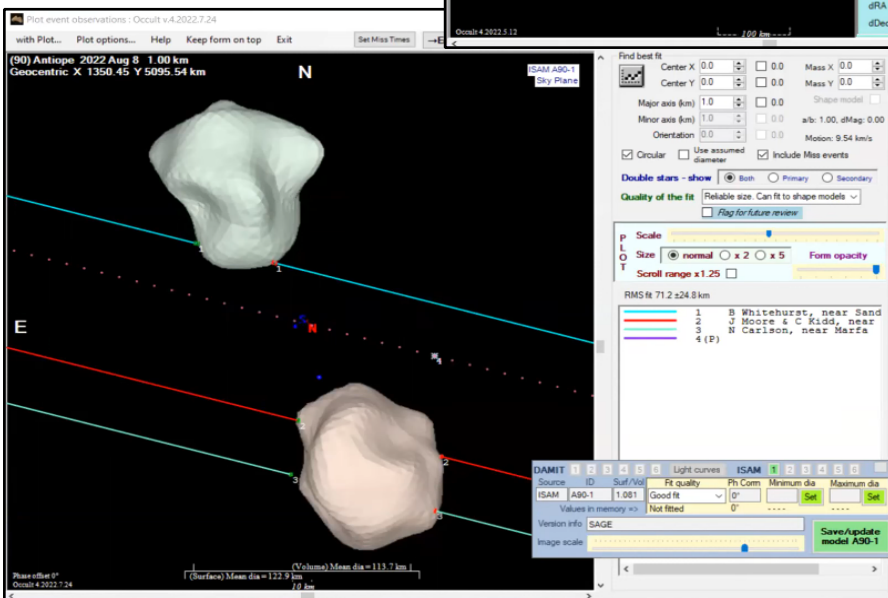 Plot event observations : Occult v.4.2022.7.24
Occult 4.2022.5.12
100 km
dRA
dDec
with Plot... Plot options... Help Keep form on top Exit Set Miss Times
(90) Antiope 2022 Aug 8 1.00 km
Geocentric X 1350.45 Y 5095.54 km
N
ISAM A90-1
Sky Plane
E
1
1
N
4
2
2
3
3
(Volume) Mean dia = 113.7 km
(Surface) Mean dia = 122.9 km
10 km
Phase offset 0°
Occult 4.2022.7.24
Find best fit
Center X 0.0 0.0 Mass X 0.0
Center Y 0.0 0.0 Mass Y 0.0
Major axis (km) 1.0 0.0 Shape model
Minor axis (km) 1.0 0.0 a/b: 1.00, dMag: 0.00
Orientation 0.0 0.0 Motion: 9.54 km/s
Circular Use assumed diameter Include Miss events
Double stars - show Both Primary Secondary
Quality of the fit Reliable size. Can fit to shape models
Flag for future review
PLOT
Scale
Size normal x 2 x 5 Form opacity
Scroll range x1.25
RMS fit 71.2 ±24.8 km
1 B Whitehurst, near Sand
2 J Moore & C Kidd, near
3 N Carlson, near Marfa
4(P)
DAMIT 1 2 3 4 5 6 Light curves ISAM 1 2 3 4 5 6
Source ID Surf/Vol Fit quality Ph Corrn Minimum dia Maximum dia
ISAM A90-1 1.081 Good fit 0° Set Set
Values in memory => Not fitted 0° ---- ----
Version info SAGE
Image scale
Save/update
model A90-1